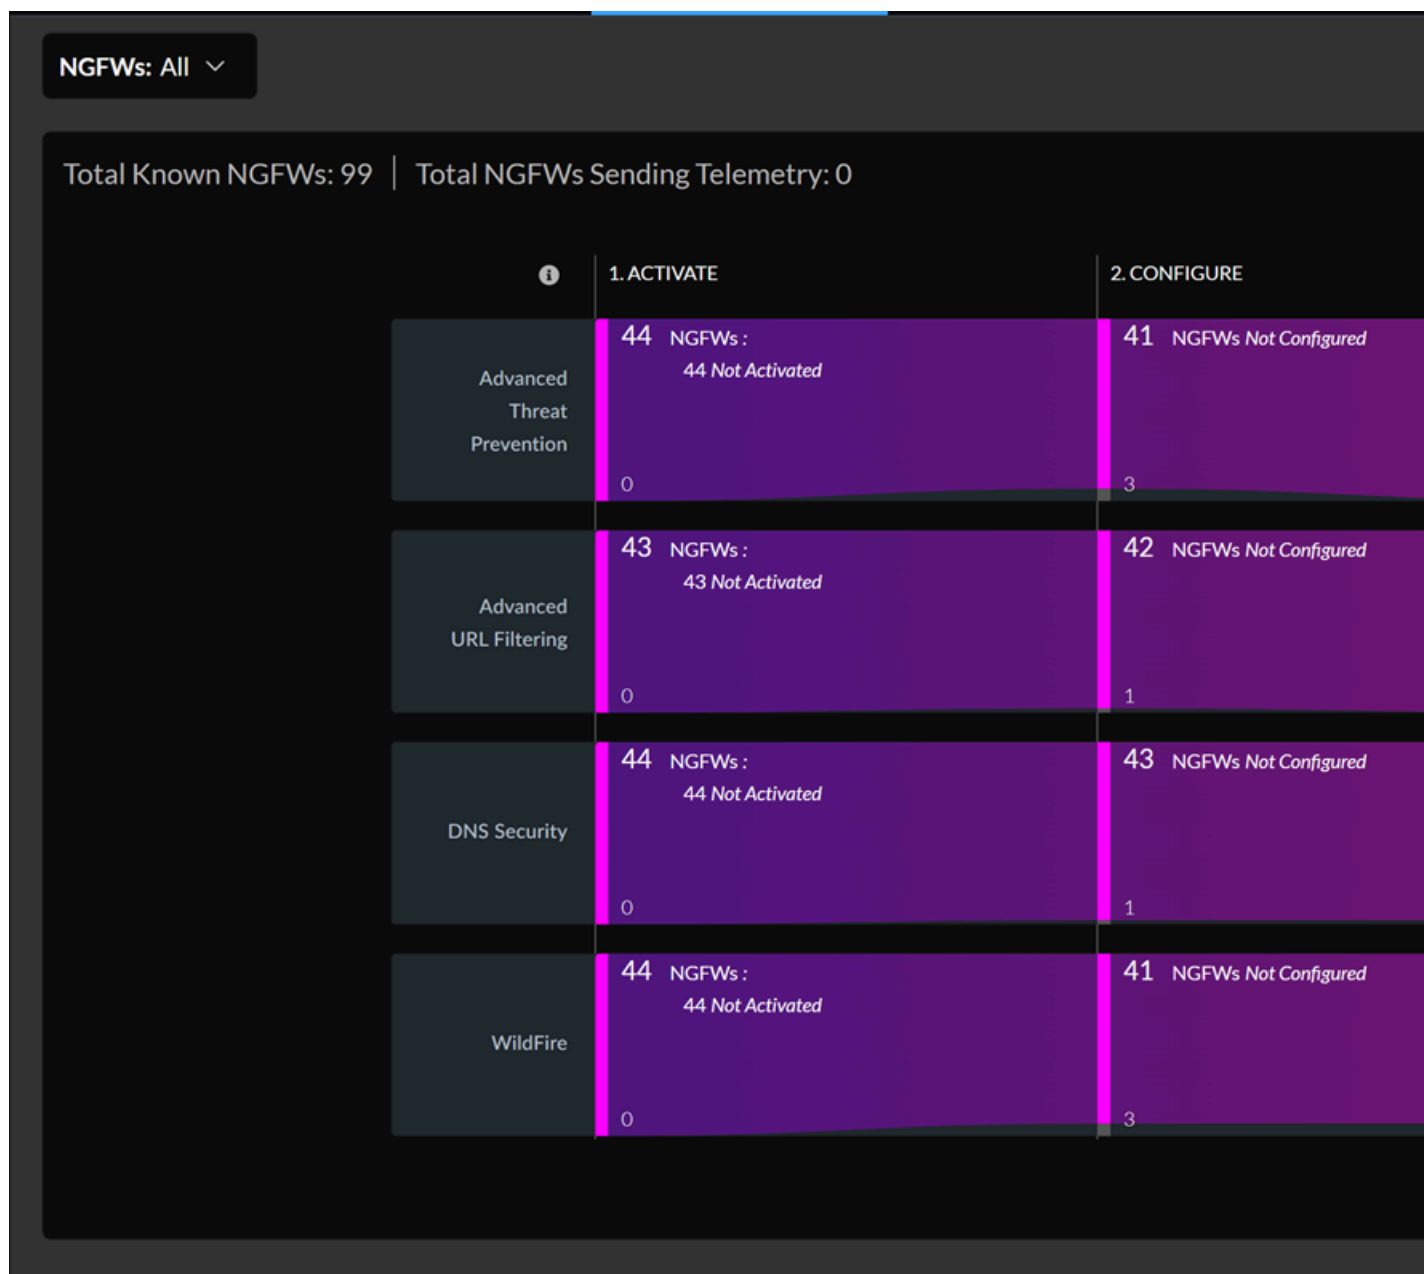 NGFWs: All
Total Known NGFWs: 99 | Total NGFWs Sending Telemetry: 0
1. ACTIVATE
2. CONFIGURE
Advanced
Threat
Prevention
44 NGFWs :
44 Not Activated
0
41 NGFWs Not Configured
3
Advanced
URL Filtering
43 NGFWs :
43 Not Activated
0
42 NGFWs Not Configured
1
DNS Security
44 NGFWs :
44 Not Activated
0
43 NGFWs Not Configured
1
WildFire
44 NGFWs :
44 Not Activated
0
41 NGFWs Not Configured
3